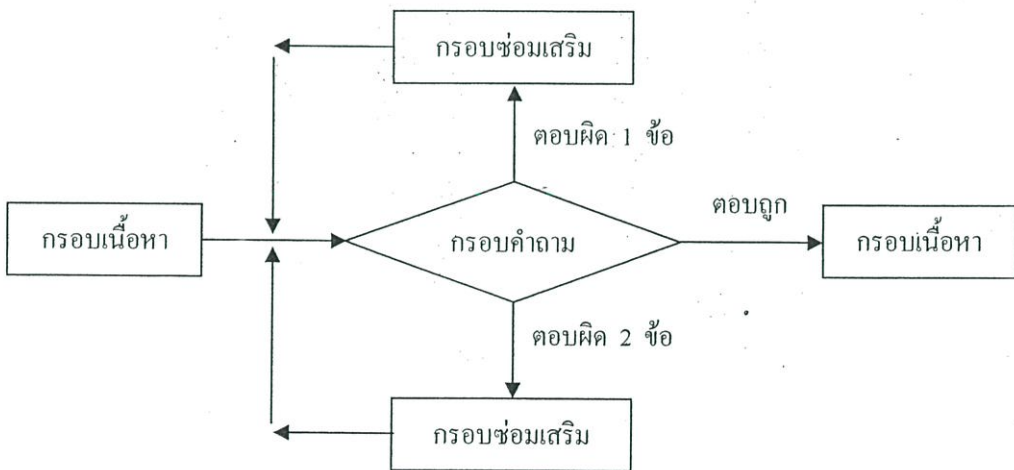 กรอบซ่อมเสริม
ตอบผิด 1 ข้อ
ตอบถูก
กรอบเนื้อหา
กรอบคำถาม
กรอบเนื้อหา
ตอบผิด 2 ข้อ
กรอบซ่อมเสริม